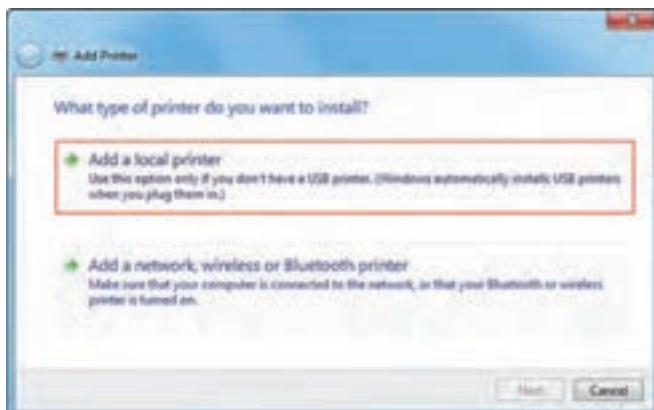 Add Printer
What type of printer do you want to install?
Add a local printer
Use this option only if you don't have a USB printer. (Windows automatically installs USB printers
when you plug them in.)
Add a network, wireless or Bluetooth printer
Make sure that your computer is connected to the network, or that your Bluetooth or wireless
printer is turned on.
Next Cancel